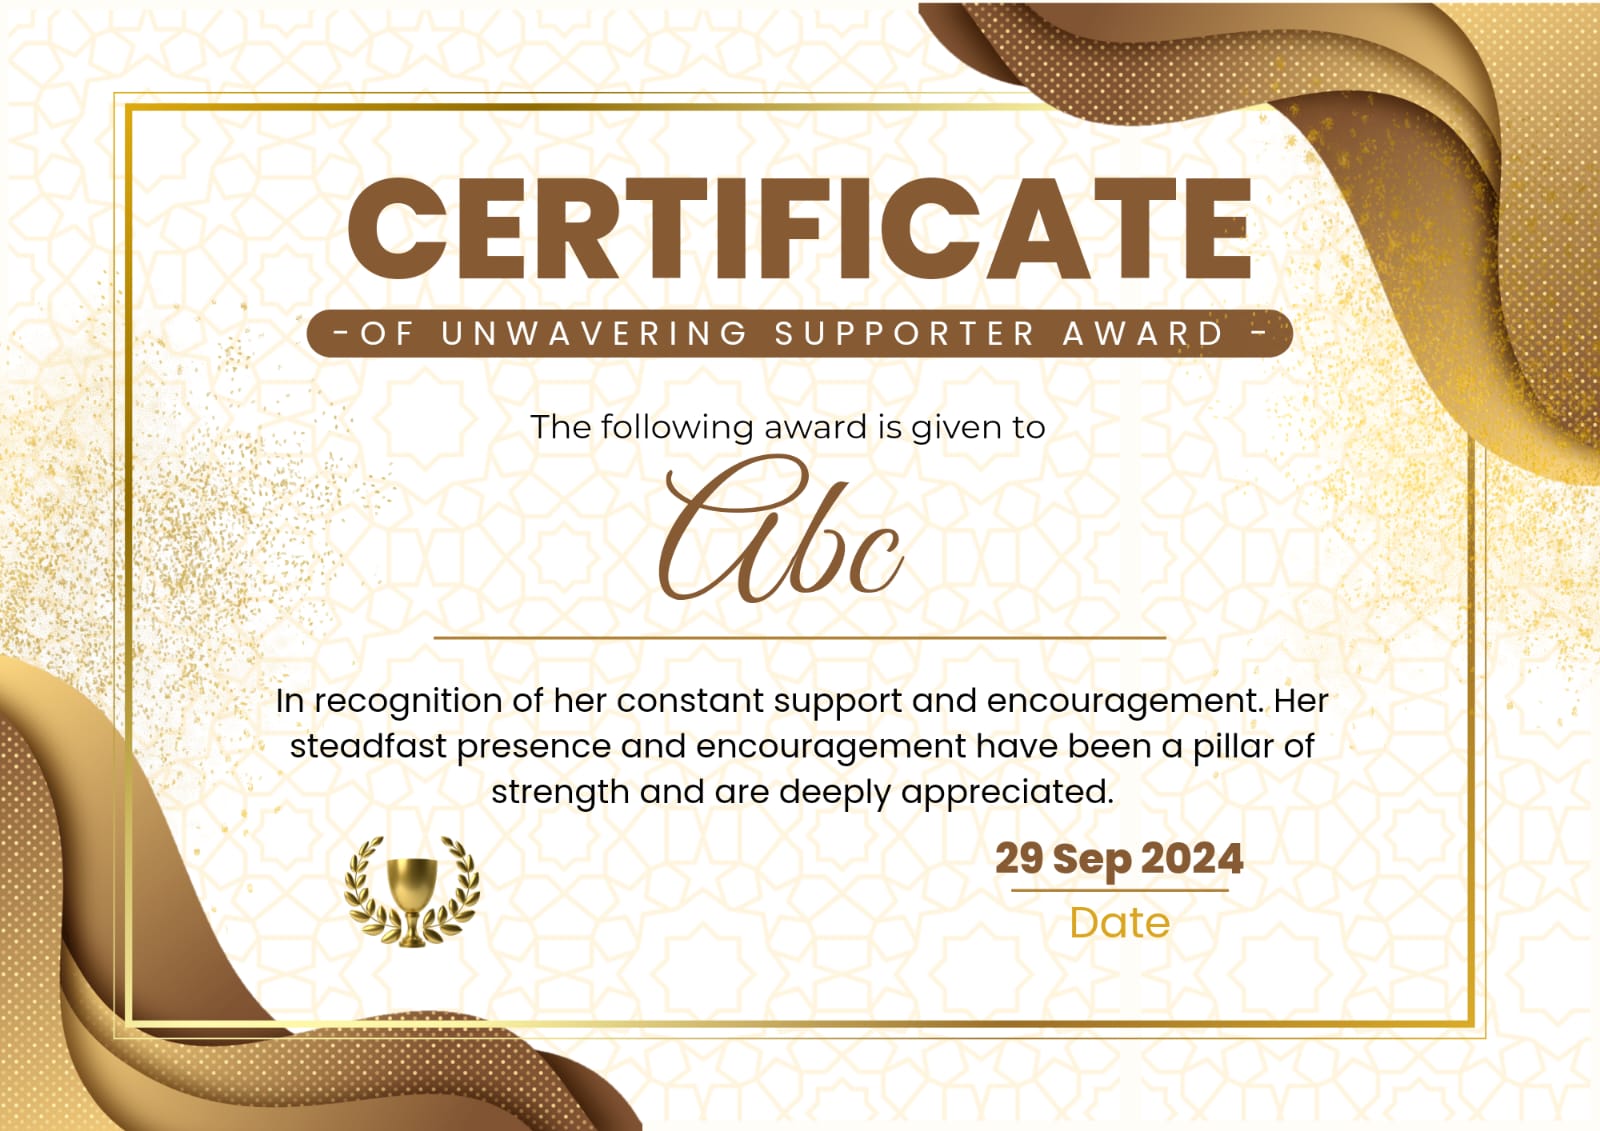 CERTIFICATE
-OF UNWAVERING SUPPORTER AWARD -
The following award is given to
Abc
In recognition of her constant support and encouragement. Her
steadfast presence and encouragement have been a pillar of
strength and are deeply appreciated.
29 Sep 2024
Date